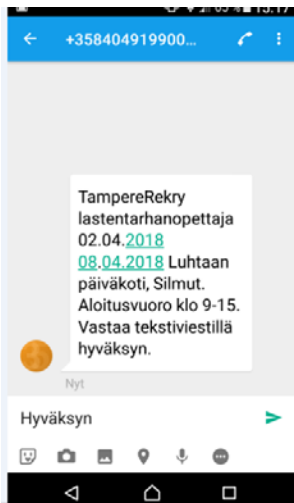 +358404919900...
TampereRekry
lastentarhanopettaja
02.04.2018
08.04.2018 Luhtaan
päiväkoti, Silmut.
Aloitusvuoro klo 9-15.
Vastaa tekstiviestillä
hyväksyn.
Nyt
Hyväksyn